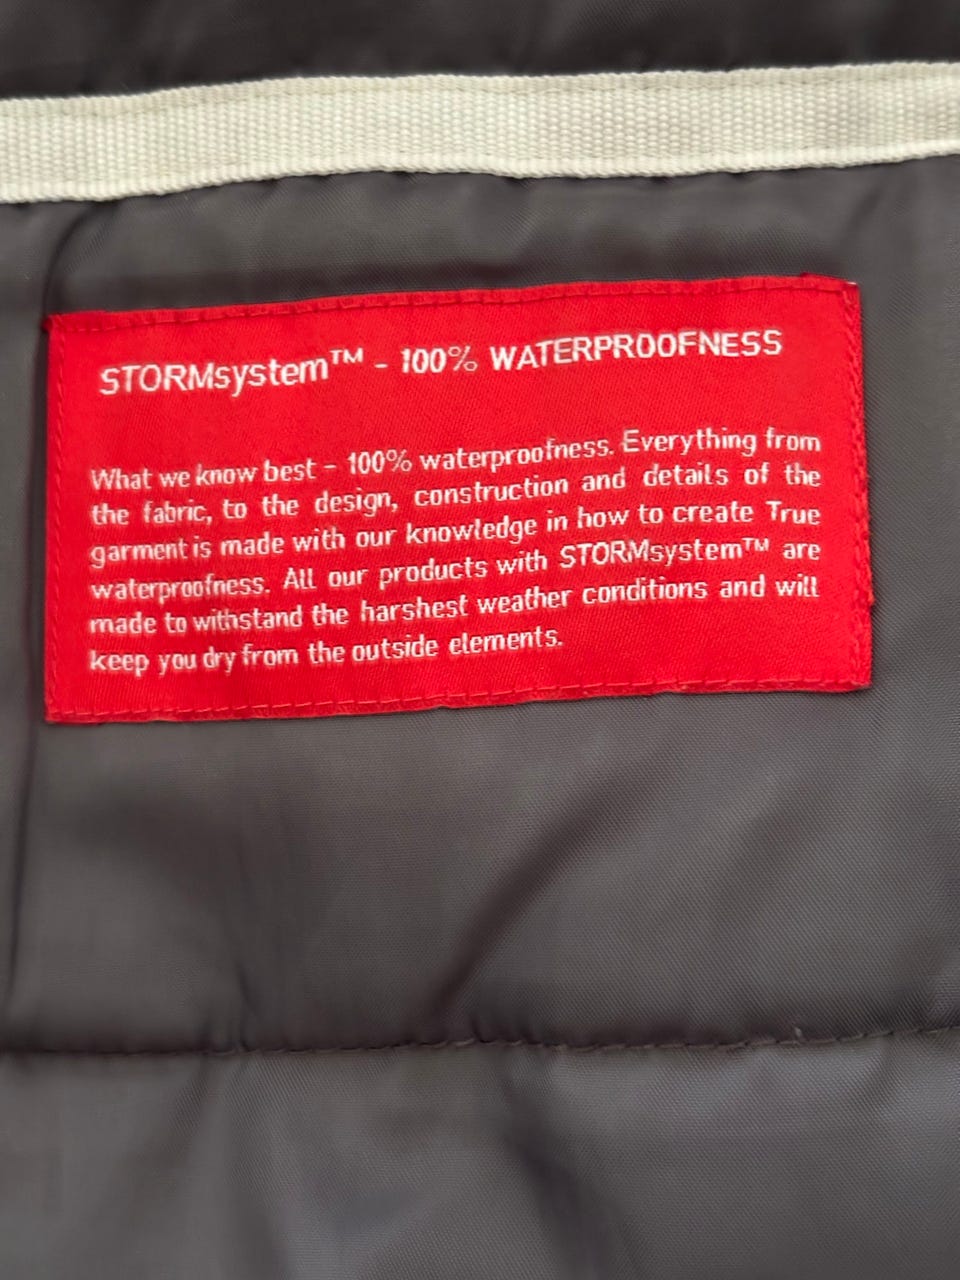 STORMsystem™ - 100% WATERPROOFNESS
What we know best - 100% waterproofness. Everything from
the fabric, to the design, construction and details of the
garment is made with our knowledge in how to create True
waterproofness. All our products with STORMsystem™ are
made to withstand the harshest weather conditions and will
keep you dry from the outside elements.